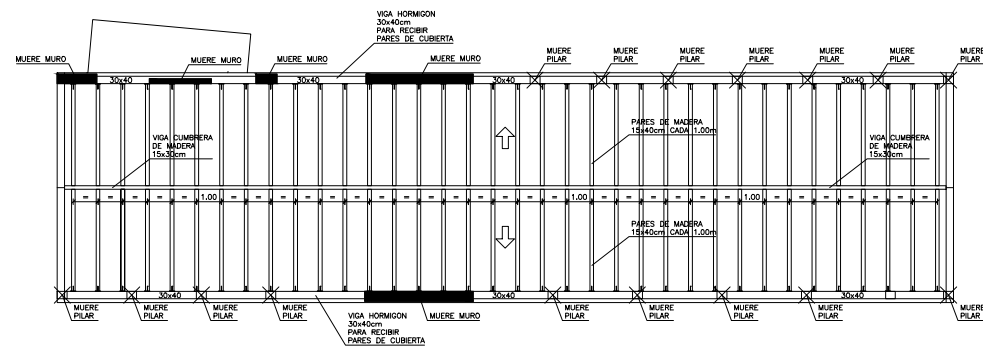 VIGA HORMIGON
30x40cm
PARA RECIBIR
PARES DE CUBIERTA
MUERE MURO
MUERE MURO
MUERE MURO
MUERE MURO
MUERE
PILAR
MUERE
PILAR
MUERE
PILAR
MUERE
PILAR
MUERE
PILAR
MUERE
PILAR
MUERE
PILAR
30x40
30x40
30x40
30x40
VIGA CUMBRERA
DE MADERA
15x30cm
PARES DE MADERA
15x40cm CADA 1.00m
VIGA CUMBRERA
DE MADERA
15x30cm
= = = = = 1.00 = = = = = = = = = = = = = = 1.00 = = = = = = 1.00 = = = = = = =
PARES DE MADERA
15x40cm CADA 1.00m
30x40
30x40
30x40
MUERE
PILAR
MUERE
PILAR
MUERE
PILAR
MUERE
PILAR
VIGA HORMIGON
30x40cm
PARA RECIBIR
PARES DE CUBIERTA
MUERE MURO
MUERE
PILAR
MUERE
PILAR
MUERE
PILAR
MUERE
PILAR
MUERE
PILAR